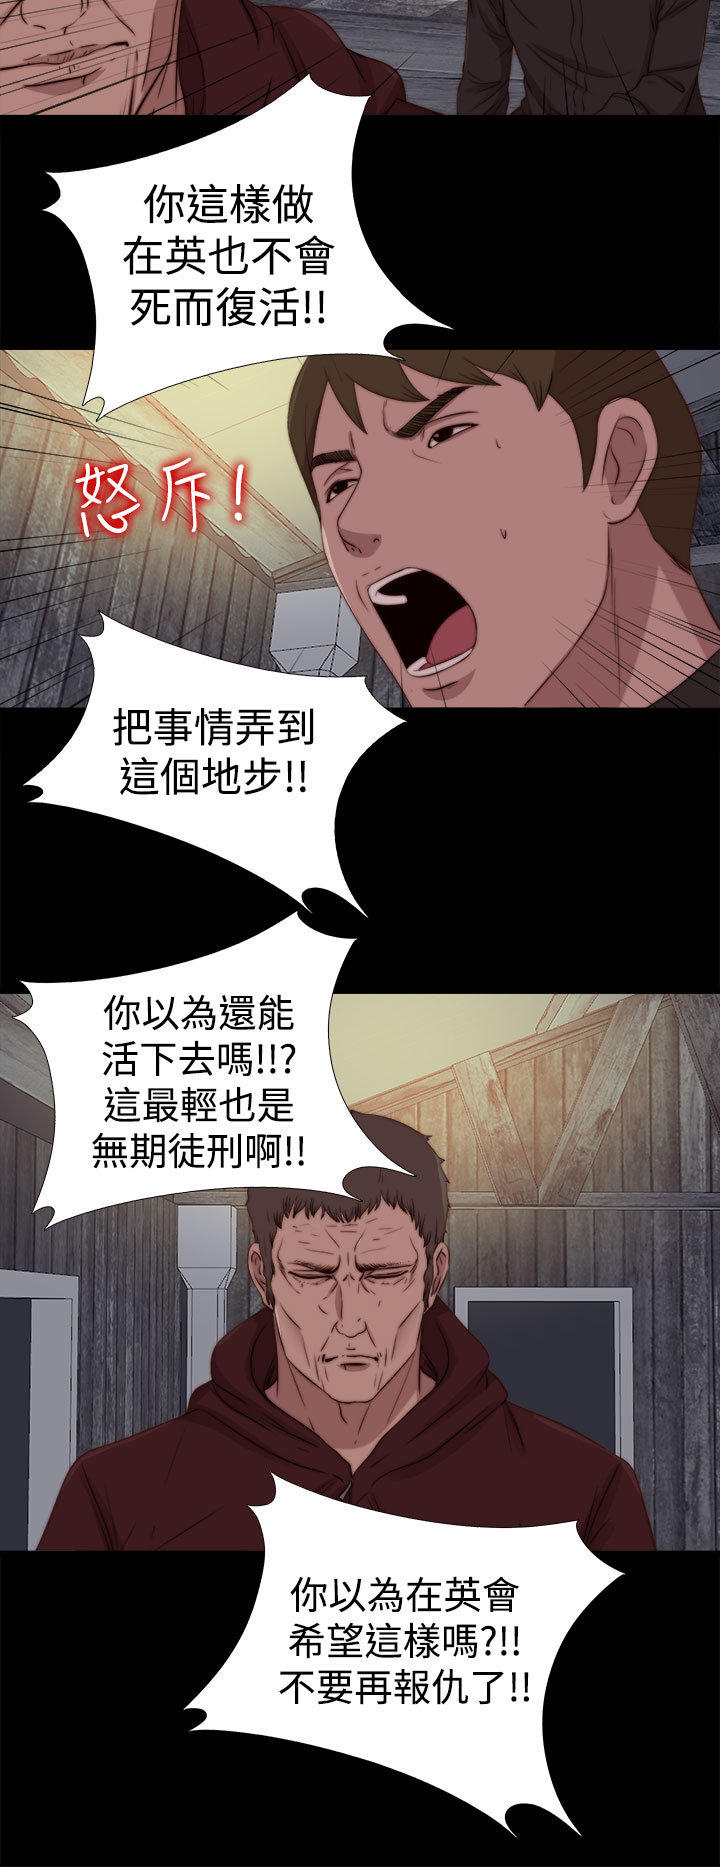 你這樣做
在英也不會
死而復活!!
怒斥!
把事情弄到
這個地步!!
你以為還能
活下去嗎!!?
這最輕也是
無期徒刑啊!!
你以為在英會
希望這樣嗎?!!
不要再報仇了!!